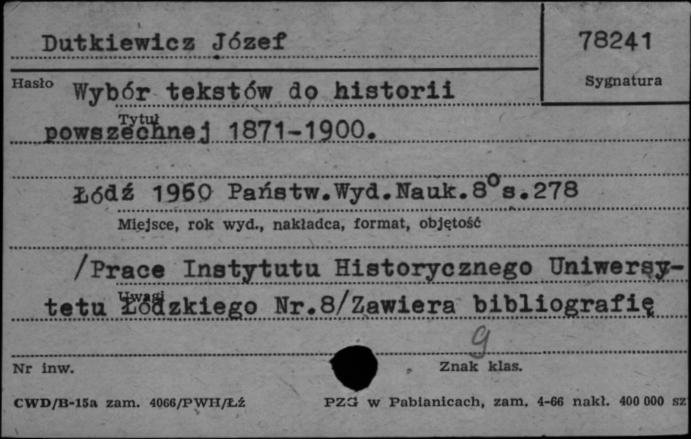 Dutkiewicz Józef
78241
Hasło
Sygnatura
Wybór tekstów do historii
Tytuł
powszechnej 1871-1900.
Łódź 1960 Państw.Wyd.Nauk.8°s.278
Miejsce, rok wyd., nakładca, format, objętość
/Prace Instytutu Historycznego Uniwersy-
Uwagi
tetu Łódzkiego Nr.8/Zawiera bibliografię
9
Nr inw.
Znak klas.
CWD/B-15a zam. 4066/PWH/Łź
PZG w Pabianicach, zam. 4-66 nakł. 400 000 sz